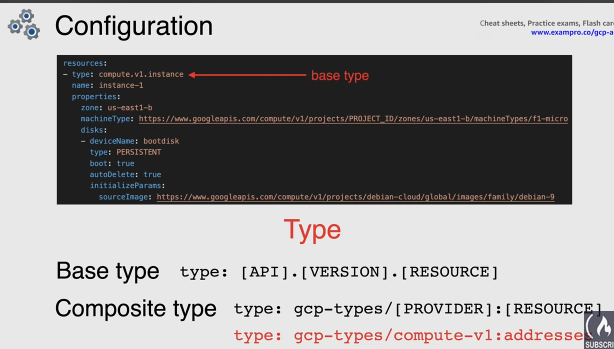 Configuration
Cheat sheets, Practice exams, Flash car
www.exampro.co/gcp-a
resources:
- type: compute.v1.instance
base type
name: instance-1
properties:
zone: us-east1-b
machineType: https://www.googleapis.com/compute/v1/projects/PROJECT_ID/zones/us-east1-b/machineTypes/f1-micro
disks:
- deviceName: bootdisk
type: PERSISTENT
boot: true
autoDelete: true
initializeParams:
sourceImage: https://www.googleapis.com/compute/v1/projects/debian-cloud/global/images/family/debian-9
Type
Base type type: [API].[VERSION].[RESOURCE]
Composite type type: gcp-types/[PROVIDER]:[RESOURCE]
type: gcp-types/compute-v1:addresses
SUBSCRI